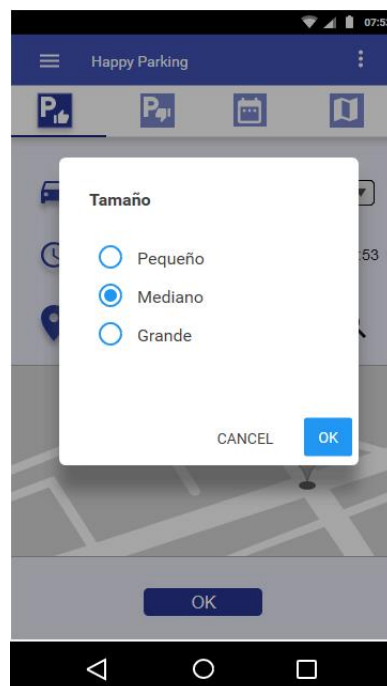 07:53
Happy Parking
P
P
Tamaño
:53
Pequeño
Mediano
Grande
CANCEL
OK
OK